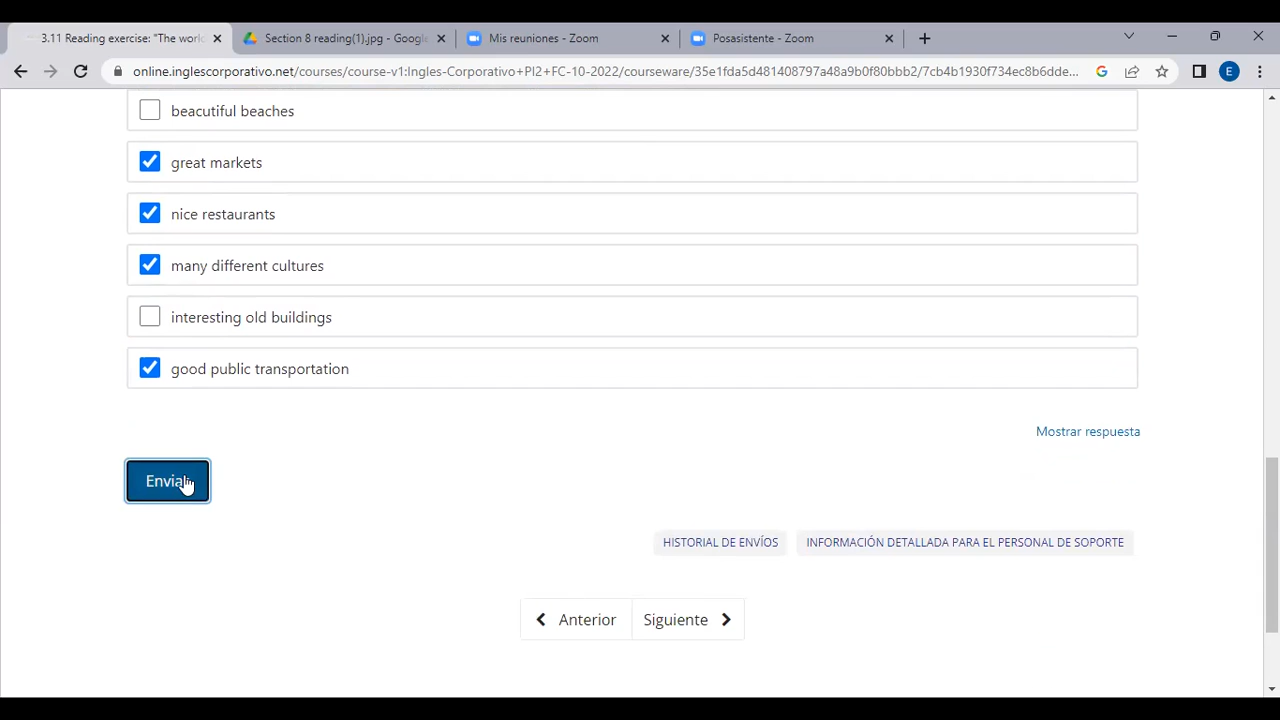 3.11 Reading exercise: "The work
Section 8 reading(1).jpg - Google
Mis reuniones - Zoom
Posasistente - Zoom
online.inglescorporativo.net/courses/course-v1:Ingles-Corporativo+PI2+FC-10-2022/courseware/35e1fda5d481408797a48a9b0f80bbb2/7cb4b1930f734ec8b6dde...
E
beacutiful beaches
great markets
nice restaurants
many different cultures
interesting old buildings
good public transportation
Mostrar respuesta
Enviar
HISTORIAL DE ENVÍOS
INFORMACIÓN DETALLADA PARA EL PERSONAL DE SOPORTE
Anterior
Siguiente